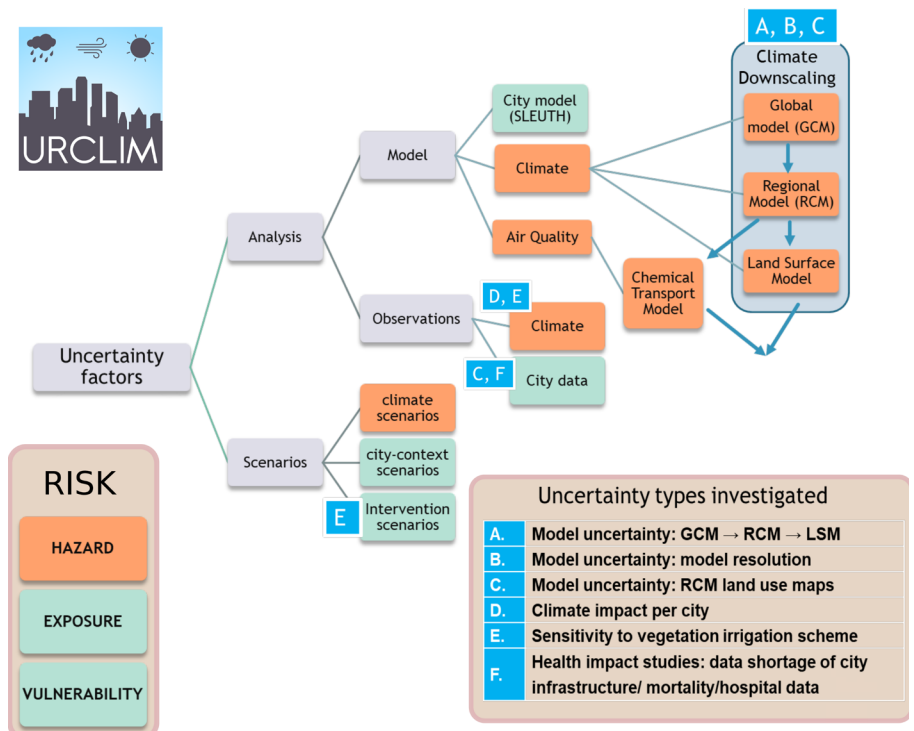 URCLIM
A, B, C
Climate
Downscaling
Global
model (GCM)
Regional
Model (RCM)
Land Surface
Model
City model
(SLEUTH)
Model
Climate
Analysis
Air Quality
Chemical
Transport
Model
D, E
Observations
Climate
C, F
City data
Uncertainty
factors
climate
scenarios
Scenarios
city-context
scenarios
E
Intervention
scenarios
RISK
HAZARD
EXPOSURE
VULNERABILITY
Uncertainty types investigated
A. Model uncertainty: GCM → RCM → LSM
B. Model uncertainty: model resolution
C. Model uncertainty: RCM land use maps
D. Climate impact per city
E. Sensitivity to vegetation irrigation scheme
F. Health impact studies: data shortage of city
infrastructure/ mortality/hospital data